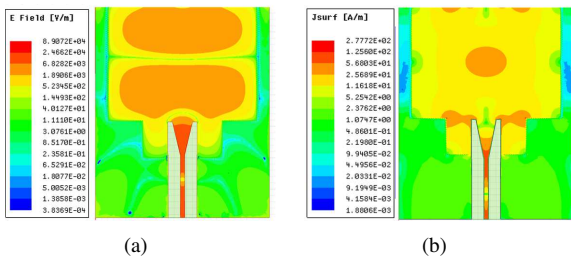 E Field [V/m]
8.9072E+04
2.4662E+04
6.8282E+03
1.8906E+03
5.2345E+02
1.4493E+02
4.0127E+01
1.1110E+01
3.0761E+00
8.5170E-01
2.3581E-01
6.5291E-02
1.8077E-02
5.0052E-03
1.3858E-03
3.8369E-04
(a)
Jsurf [A/m]
2.7772E+02
1.2560E+02
5.6803E+01
2.5689E+01
1.1618E+01
5.2542E+00
2.3762E+00
1.0747E+00
4.8601E-01
2.1980E-01
9.9405E-02
4.4956E-02
2.0331E-02
9.1949E-03
4.1584E-03
1.8806E-03
(b)